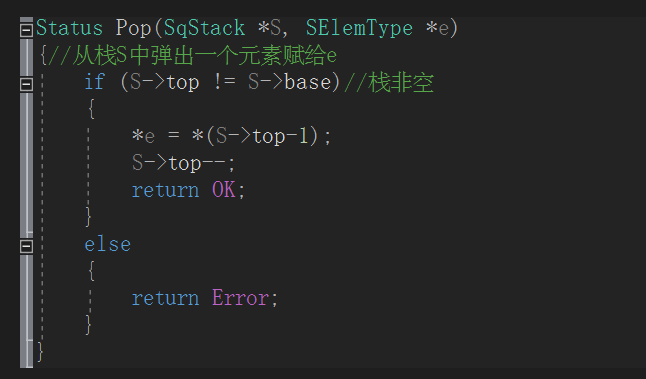 Status Pop(SqStack *S, SElemType *e)
{//从栈S中弹出一个元素赋给e
if (S->top != S->base)//栈非空
{
*e = *(S->top-1);
S->top--;
return OK;
}
else
{
return Error;
}
}